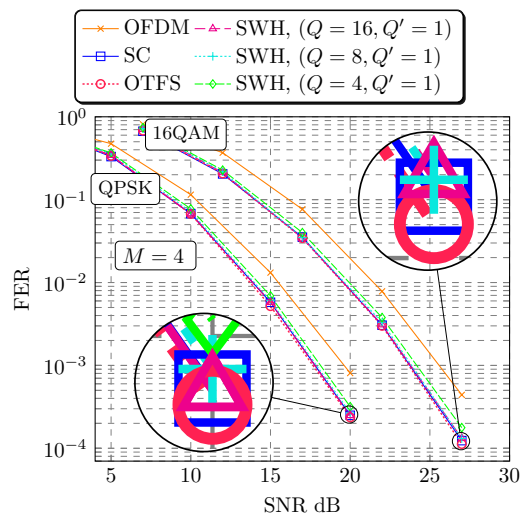 OFDM SWH, (Q = 16, Q′ = 1)
SC SWH, (Q = 8, Q′ = 1)
OTFS SWH, (Q = 4, Q′ = 1)
10^0
16QAM
10^−1
QPSK
M = 4
10^−2
FER
10^−3
10^−4
5 10 15 20 25 30
SNR dB